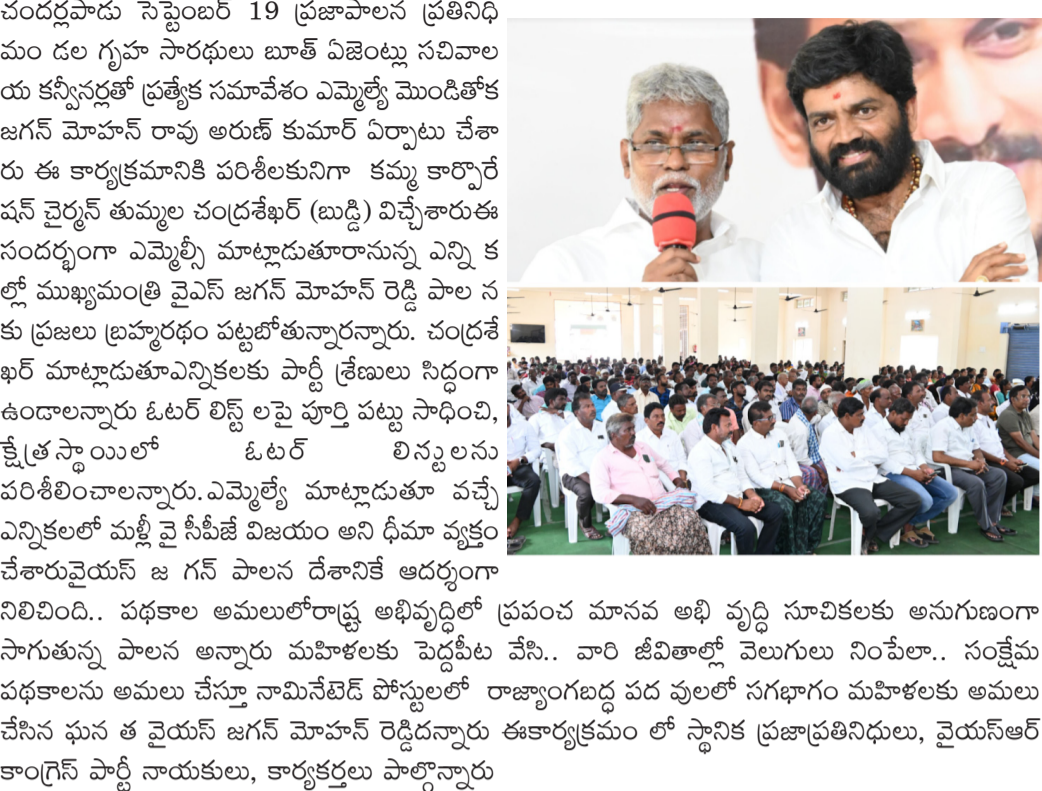 చందర్లపాడు సెప్టెంబర్ 19 ప్రజాపాలన ప్రతినిధి
మం డల గృహ సారథులు బూత్ ఏజెంట్లు సచివాల
య కన్వీనర్లతో ప్రత్యేక సమావేశం ఎమ్మెల్యే మొండితోక
జగన్ మోహన్ రావు అరుణ్ కుమార్ ఏర్పాటు చేశా
రు ఈ కార్యక్రమానికి పరిశీలకునిగా కమ్మ కార్పొరే
షన్ చైర్మన్ తుమ్మల చంద్రశేఖర్ (బుడ్డి) విచ్చేశారుఈ
సందర్భంగా ఎమ్మెల్సీ మాట్లాడుతూరానున్న ఎన్ని క
ల్లో ముఖ్యమంత్రి వైఎస్ జగన్ మోహన్ రెడ్డి పాల న
కు ప్రజలు బ్రహ్మరథం పట్టబోతున్నారన్నారు. చంద్రశే
ఖర్ మాట్లాడుతూఎన్నికలకు పార్టీ శ్రేణులు సిద్ధంగా
ఉండాలన్నారు ఓటర్ లిస్ట్ లపై పూర్తి పట్టు సాధించి,
క్షేత్ర స్థాయిలో ఓటర్ లిస్టులను
పరిశీలించాలన్నారు.ఎమ్మెల్యే మాట్లాడుతూ వచ్చే
ఎన్నికలలో మళ్లీ వై సీపీజే విజయం అని ధీమా వ్యక్తం
చేశారువైయస్ జ గన్ పాలన దేశానికే ఆదర్శంగా
నిలిచింది.. పథకాల అమలులోరాష్ట్ర అభివృద్ధిలో ప్రపంచ మానవ అభి వృద్ధి సూచికలకు అనుగుణంగా
సాగుతున్న పాలన అన్నారు మహిళలకు పెద్దపీట వేసి.. వారి జీవితాల్లో వెలుగులు నింపేలా.. సంక్షేమ
పథకాలను అమలు చేస్తూ నామినేటెడ్ పోస్టులలో రాజ్యాంగబద్ధ పద వులలో సగభాగం మహిళలకు అమలు
చేసిన ఘన త వైయస్ జగన్ మోహన్ రెడ్డిదన్నారు ఈకార్యక్రమం లో స్థానిక ప్రజాప్రతినిధులు, వైయస్ఆర్
కాంగ్రెస్ పార్టీ నాయకులు, కార్యకర్తలు పాల్గొన్నారు